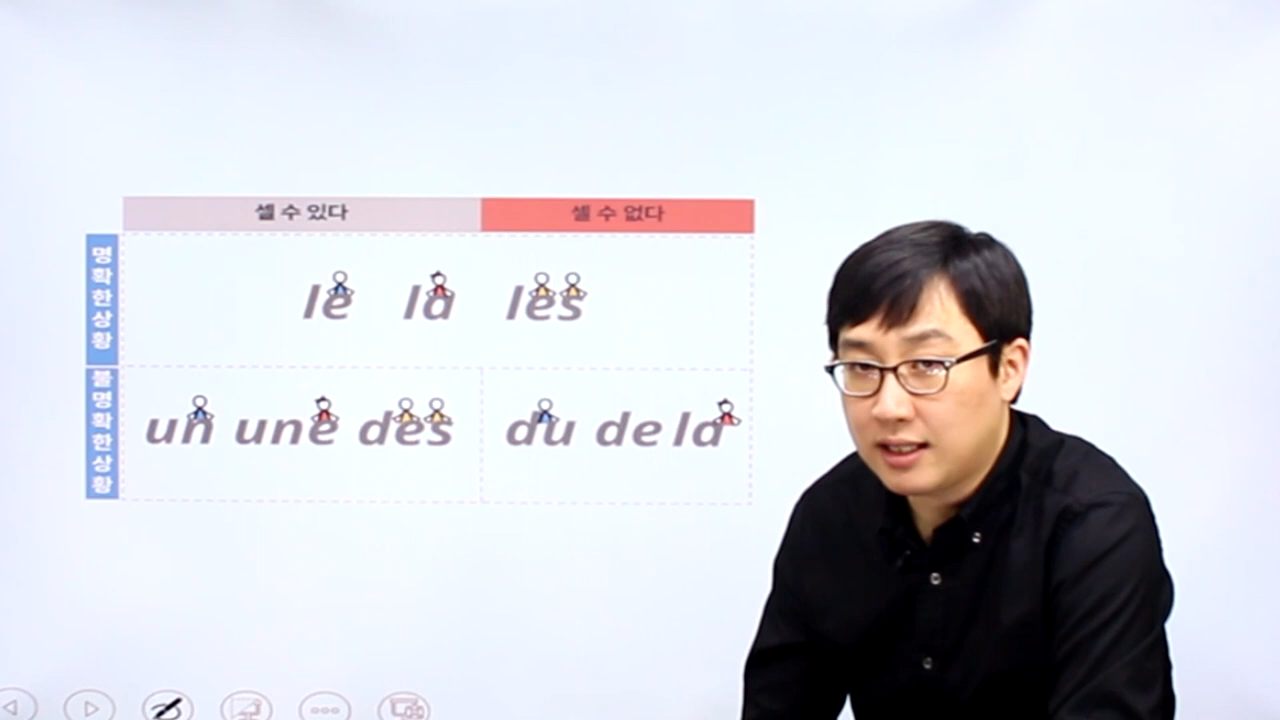 셀 수 있다 셀 수 없다
명확한상황
le la les
불명확한상황
un une des du de la